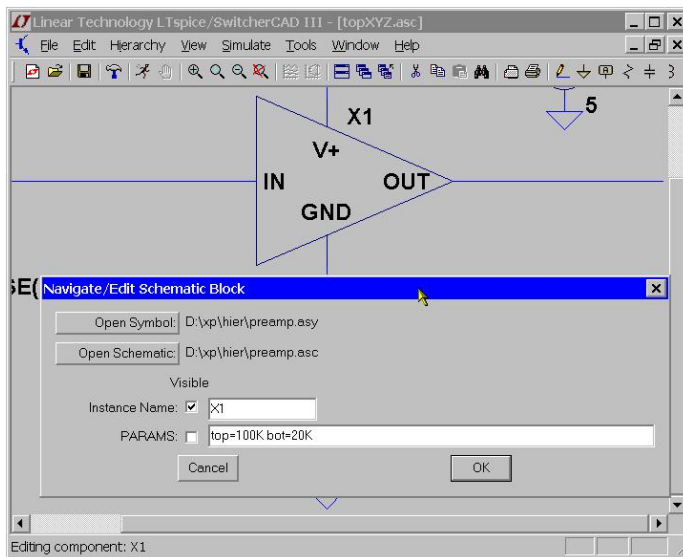 Linear Technology LTspice/SwitcherCAD III - [topXYZ.asc]
File Edit Hierarchy View Simulate Tools Window Help
X1
5
V+
IN OUT
GND
SE(
Navigate/Edit Schematic Block
Open Symbol: D:\xp\hier\preamp.asy
Open Schematic: D:\xp\hier\preamp.asc
Visible
Instance Name: X1
PARAMS: top=100K bot=20K
Cancel OK
Editing component: X1